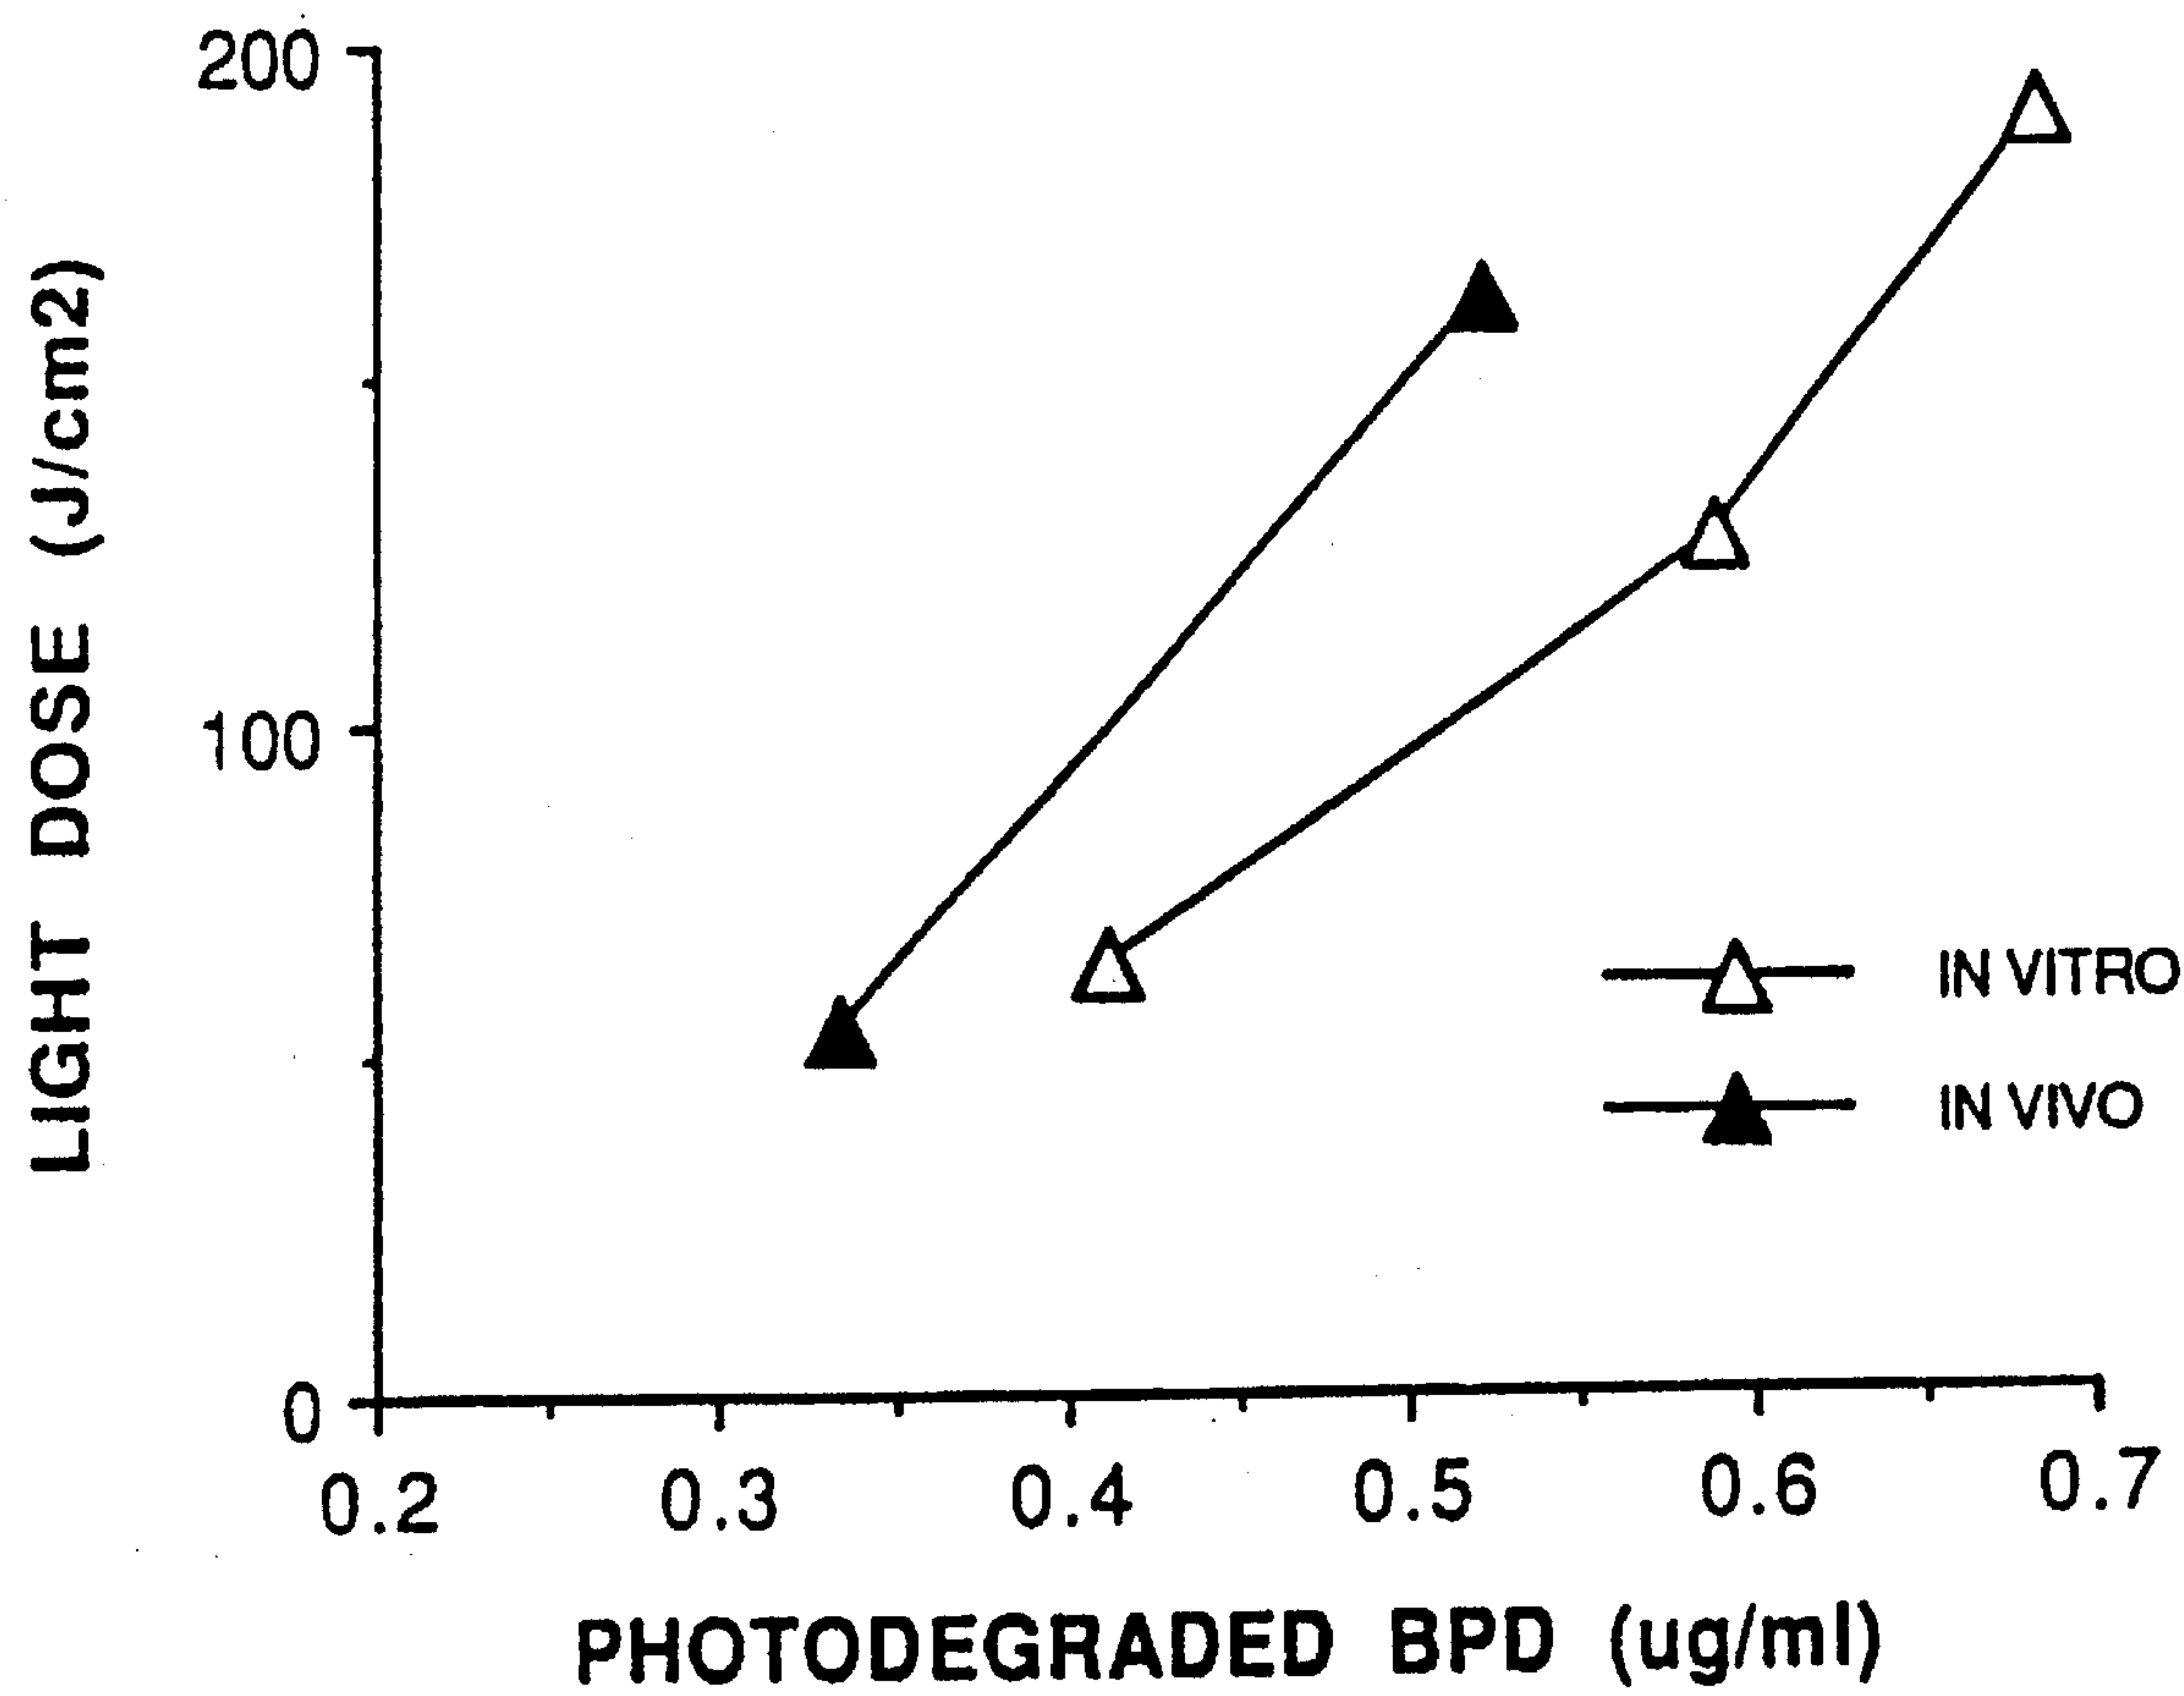 LIGHT DOSE (J/cm2)
200
100
0
0.2 0.3 0.4 0.5 0.6 0.7
PHOTODEGRADED BPD (ug/ml)
IN VITRO
IN VIVO